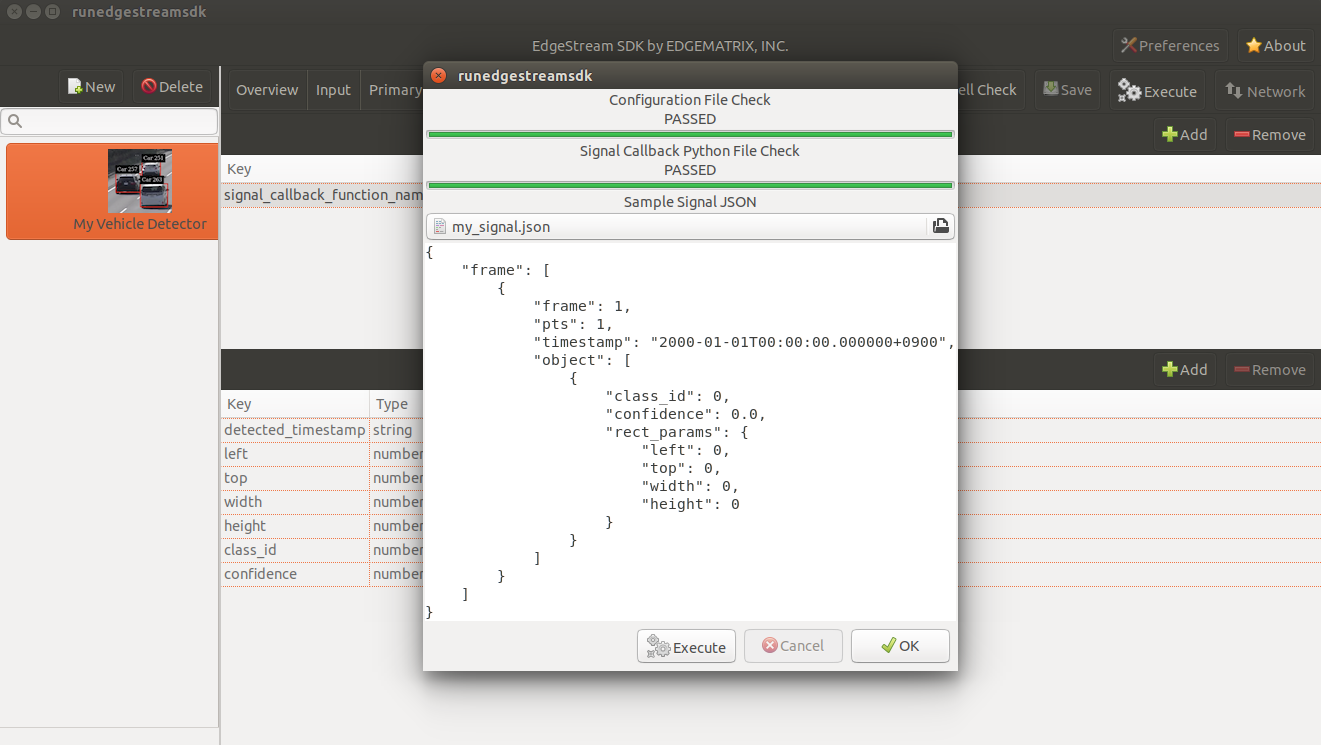 runedgestreamsdk
EdgeStream SDK by EDGEMATRIX, INC.
Preferences
About
New
Delete
Overview
Input
Primary
ell Check
Save
Execute
Network
Add
Remove
Key
signal_callback_function_nam
Car 251
Car 257
Car 263
My Vehicle Detector
Add
Remove
Key
Type
detected_timestamp
string
left
number
top
number
width
number
height
number
class_id
number
confidence
number
runedgestreamsdk
Configuration File Check
PASSED
Signal Callback Python File Check
PASSED
Sample Signal JSON
my_signal.json
{
"frame": [
{
"frame": 1,
"pts": 1,
"timestamp": "2000-01-01T00:00:00.000000+0900",
"object": [
{
"class_id": 0,
"confidence": 0.0,
"rect_params": {
"left": 0,
"top": 0,
"width": 0,
"height": 0
}
}
]
}
]
}
Execute
Cancel
OK